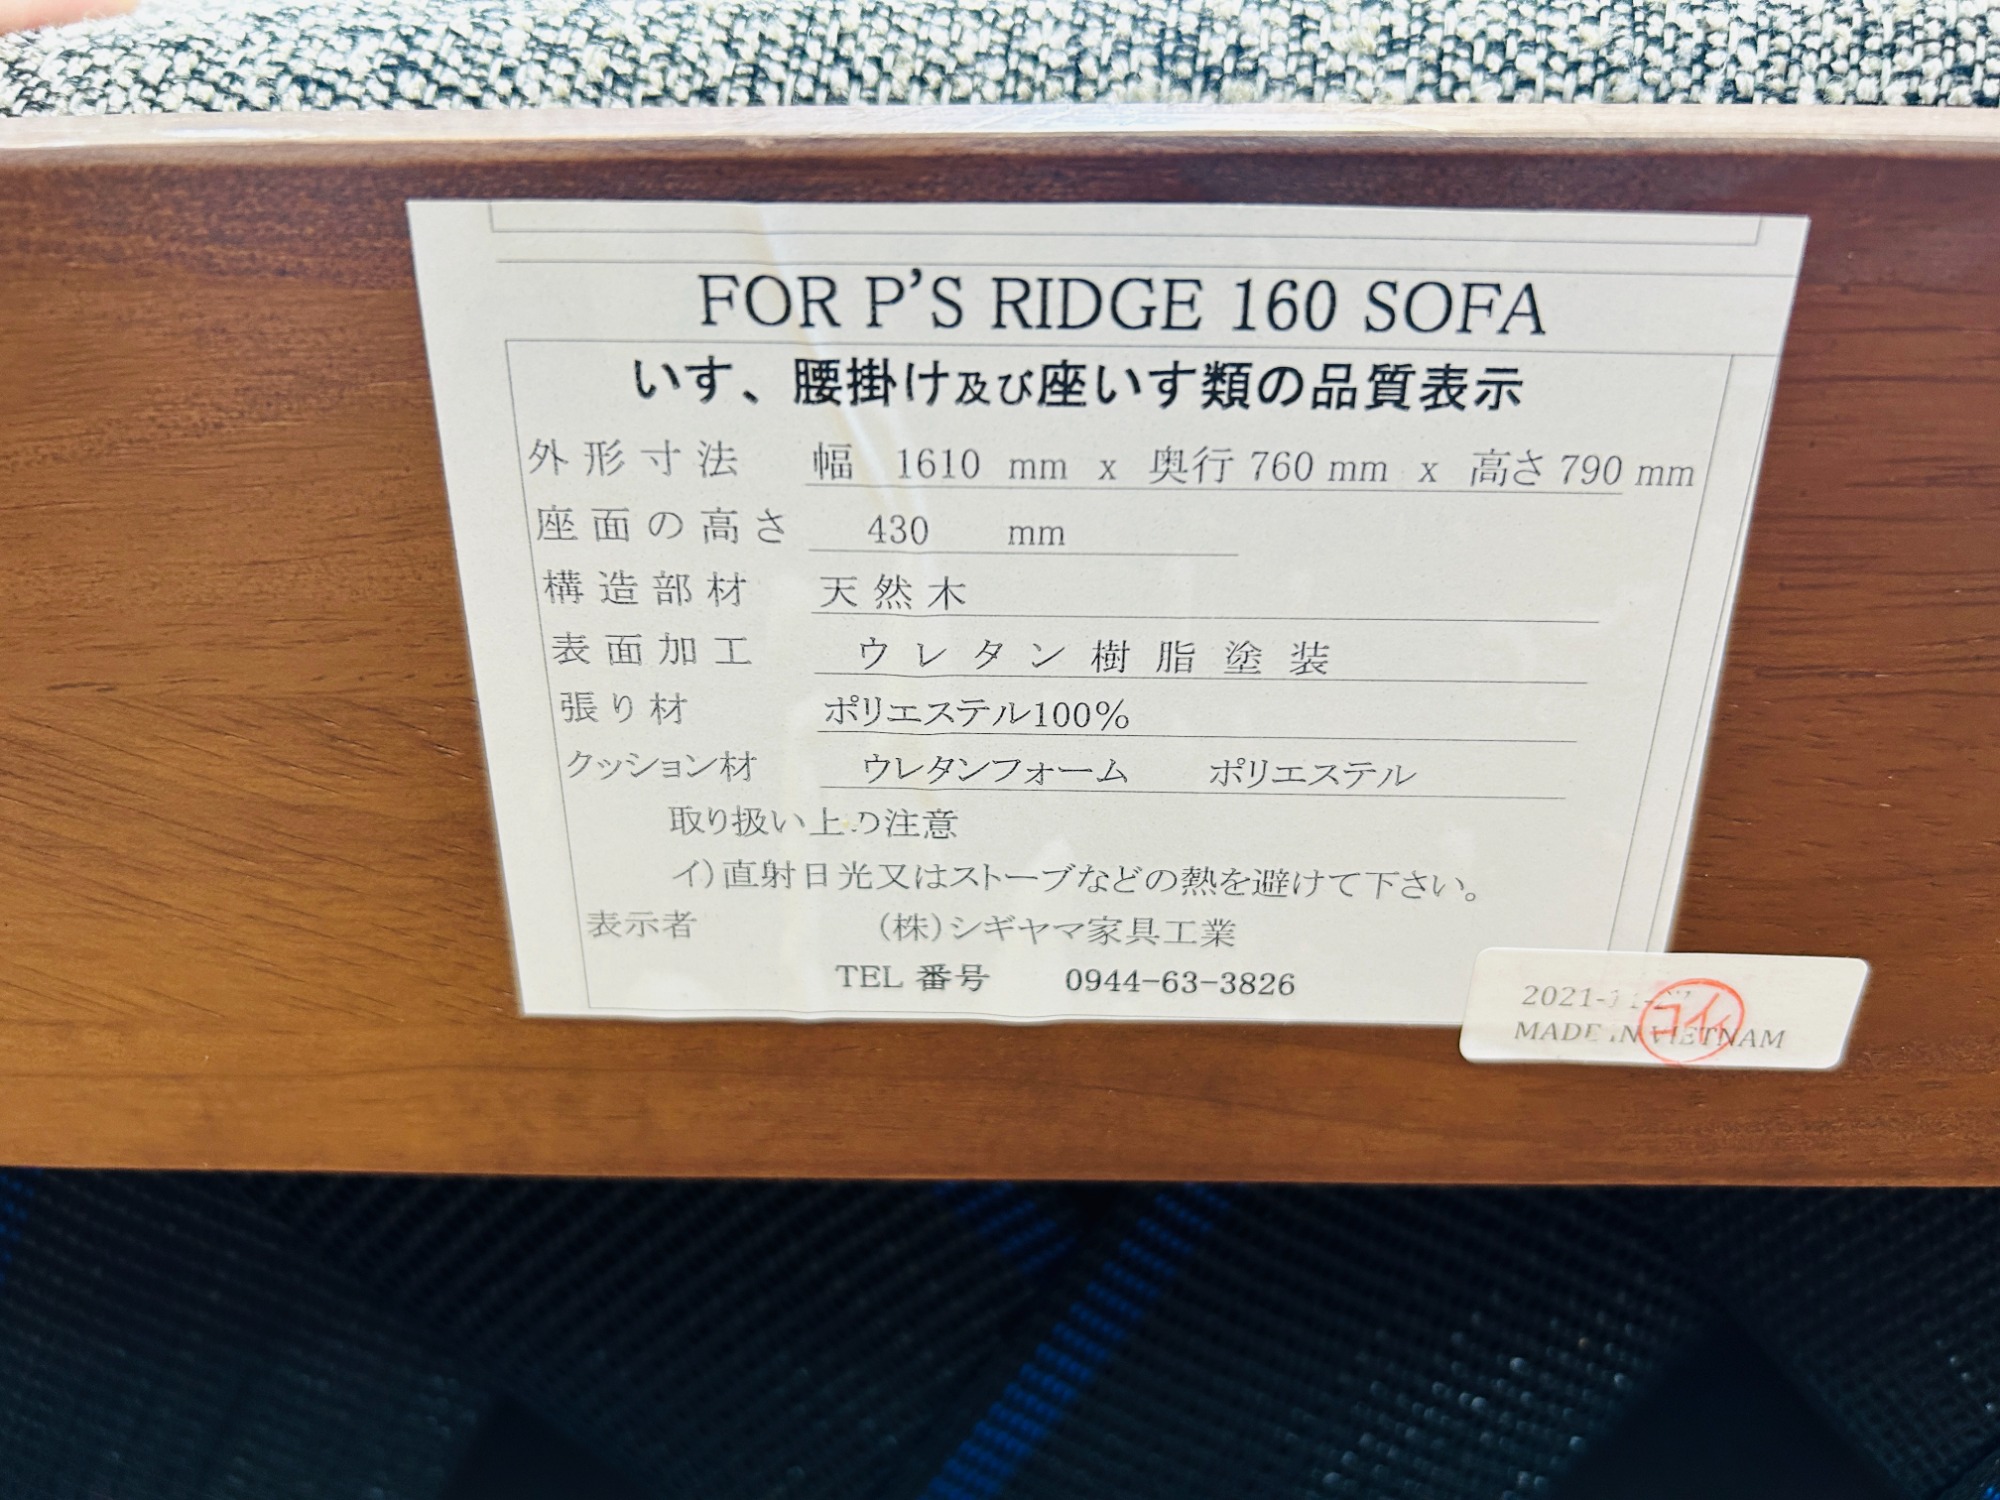 FOR P'S RIDGE 160 SOFA
いす、腰掛け及び座いす類の品質表示
外形寸法 幅 1610 mm x 奥行 760 mm x 高さ 790 mm
座面の高さ 430 mm
構造部材 天然木
表面加工 ウレタン樹脂塗装
張り材 ポリエステル100%
クッション材 ウレタンフォーム ポリエステル
取り扱い上の注意
イ)直射日光又はストーブなどの熱を避けて下さい。
表示者 (株)シギヤマ家具工業
TEL 番号 0944-63-3826
コイ
MADE IN VIETNAM